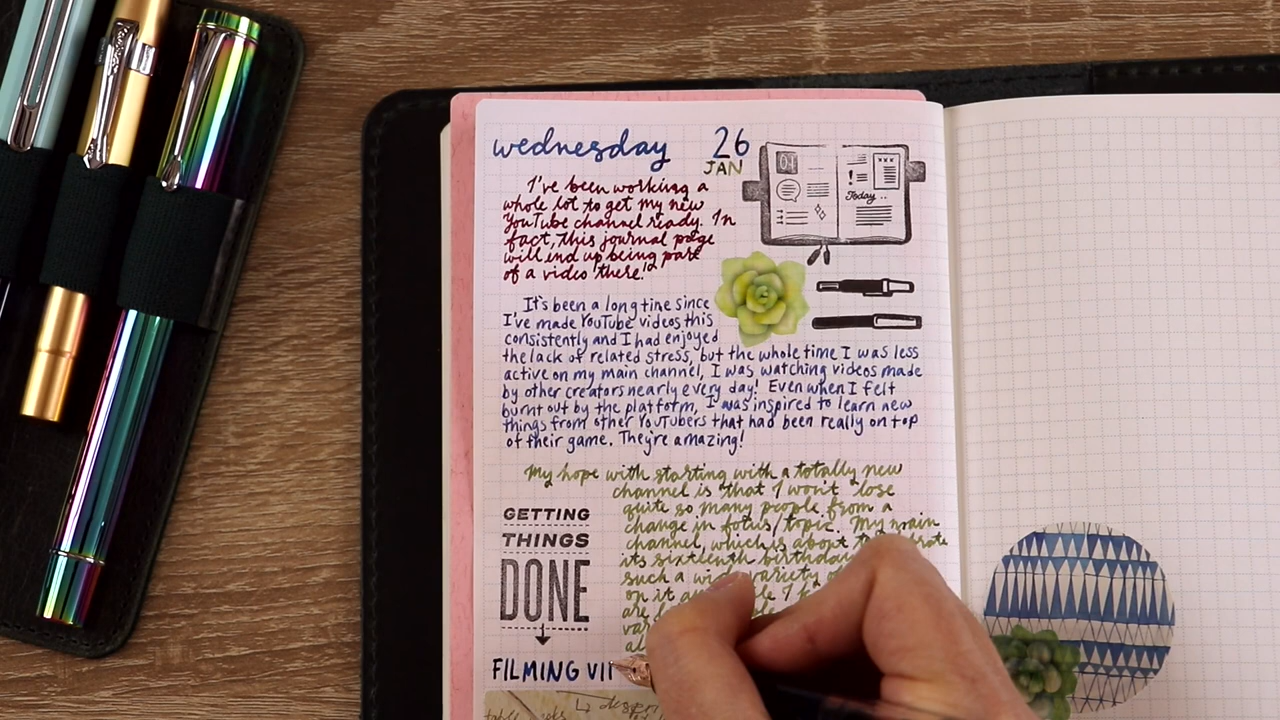 wednesday
26
JAN
I've been working a
whole lot to get my new
YouTube channel ready. In
fact, this journal page
will end up being part
of a video there!
01
Today
It's been a long time since
I've made YouTube videos this
consistently and I had enjoyed
the lack of related stress, but the whole time I was less
active on my main channel, I was watching videos made
by other creators nearly every day! Even when I felt
burnt out by the platform, I was inspired to learn new
things from other YouTubers that had been really on top
of their game. They're amazing!
My hope with starting with a totally new
channel is that I won't lose
quite so many people from a
change in focus/topic. My main
channel, which is about to
its sixteenth birthday
such a variety
on it
are
GETTING
THINGS
DONE
FILMING